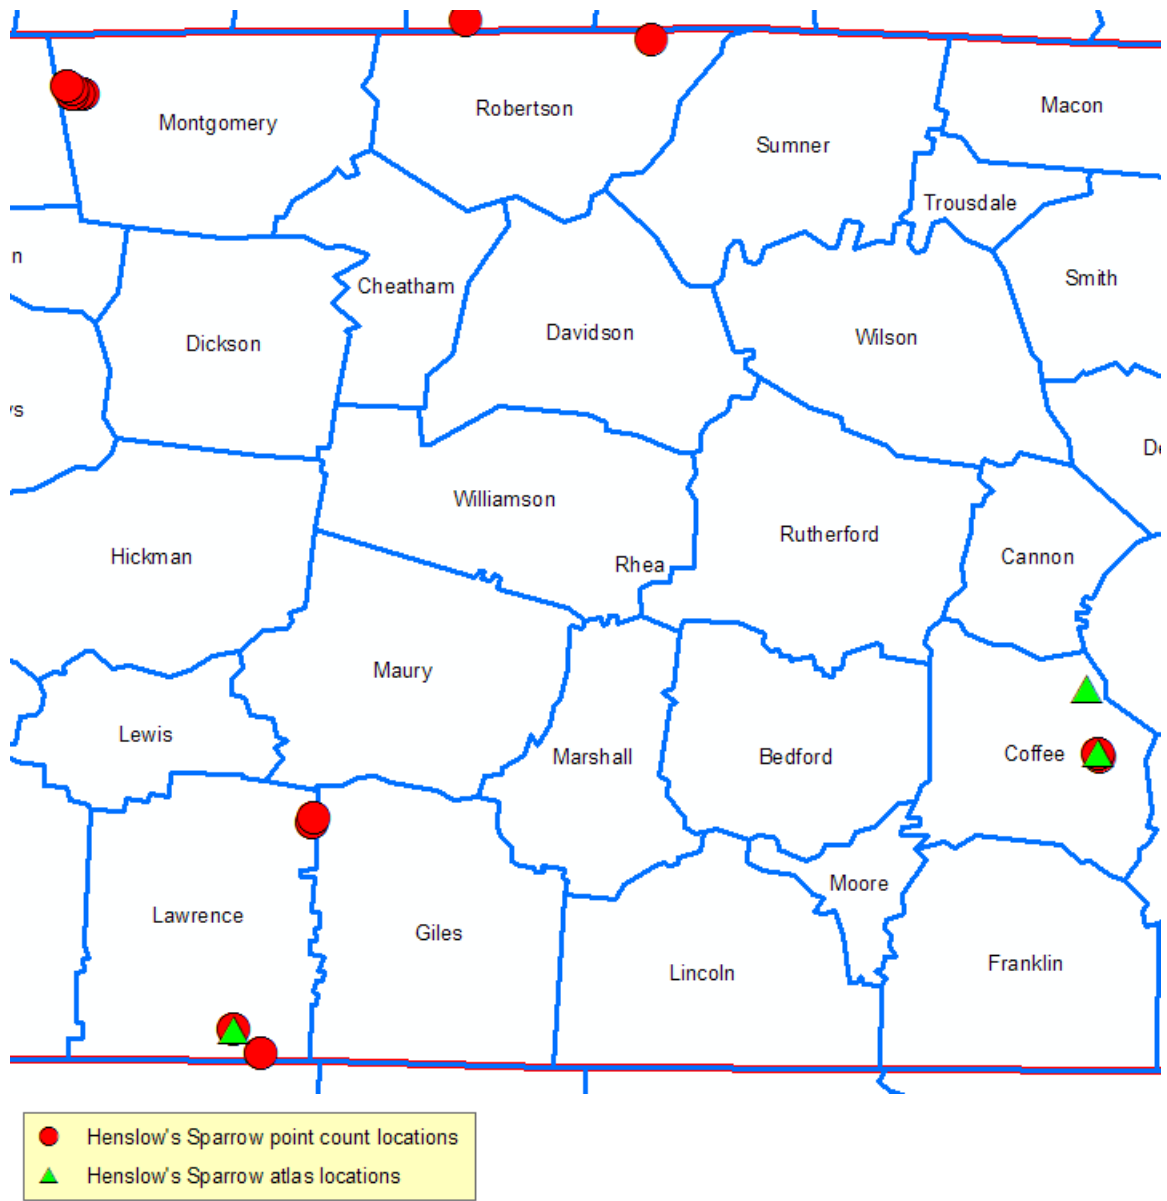 Macon
Robertson
Montgomery
Sumner
Trousdale
n
Smith
Cheatham
Davidson
Wilson
Dickson
Williamson
Rutherford
Hickman
Cannon
Rhea
Maury
Lewis
Marshall
Bedford
Coffee
Moore
Lawrence
Giles
Franklin
Lincoln
Henslow's Sparrow point count locations
Henslow's Sparrow atlas locations